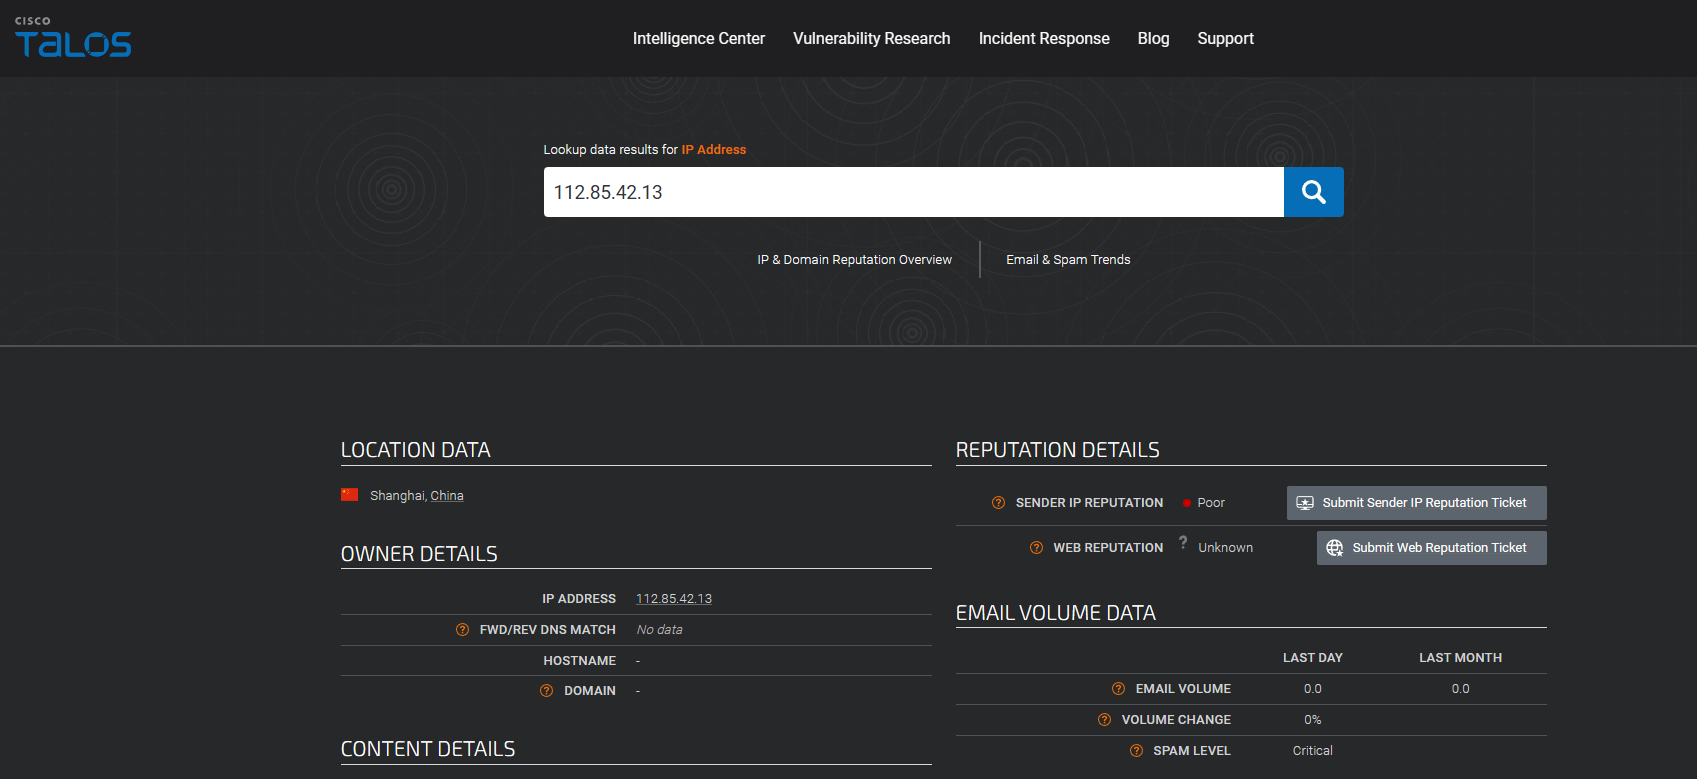 CISCO
TALOS
Intelligence Center Vulnerability Research Incident Response Blog Support
Lookup data results for IP Address
112.85.42.13
IP & Domain Reputation Overview Email & Spam Trends
LOCATION DATA
Shanghai, China
OWNER DETAILS
IP ADDRESS 112.85.42.13
? FWD/REV DNS MATCH No data
HOSTNAME -
? DOMAIN -
CONTENT DETAILS
REPUTATION DETAILS
? SENDER IP REPUTATION Poor Submit Sender IP Reputation Ticket
? WEB REPUTATION ? Unknown Submit Web Reputation Ticket
EMAIL VOLUME DATA
LAST DAY LAST MONTH
? EMAIL VOLUME 0.0 0.0
? VOLUME CHANGE 0%
? SPAM LEVEL Critical